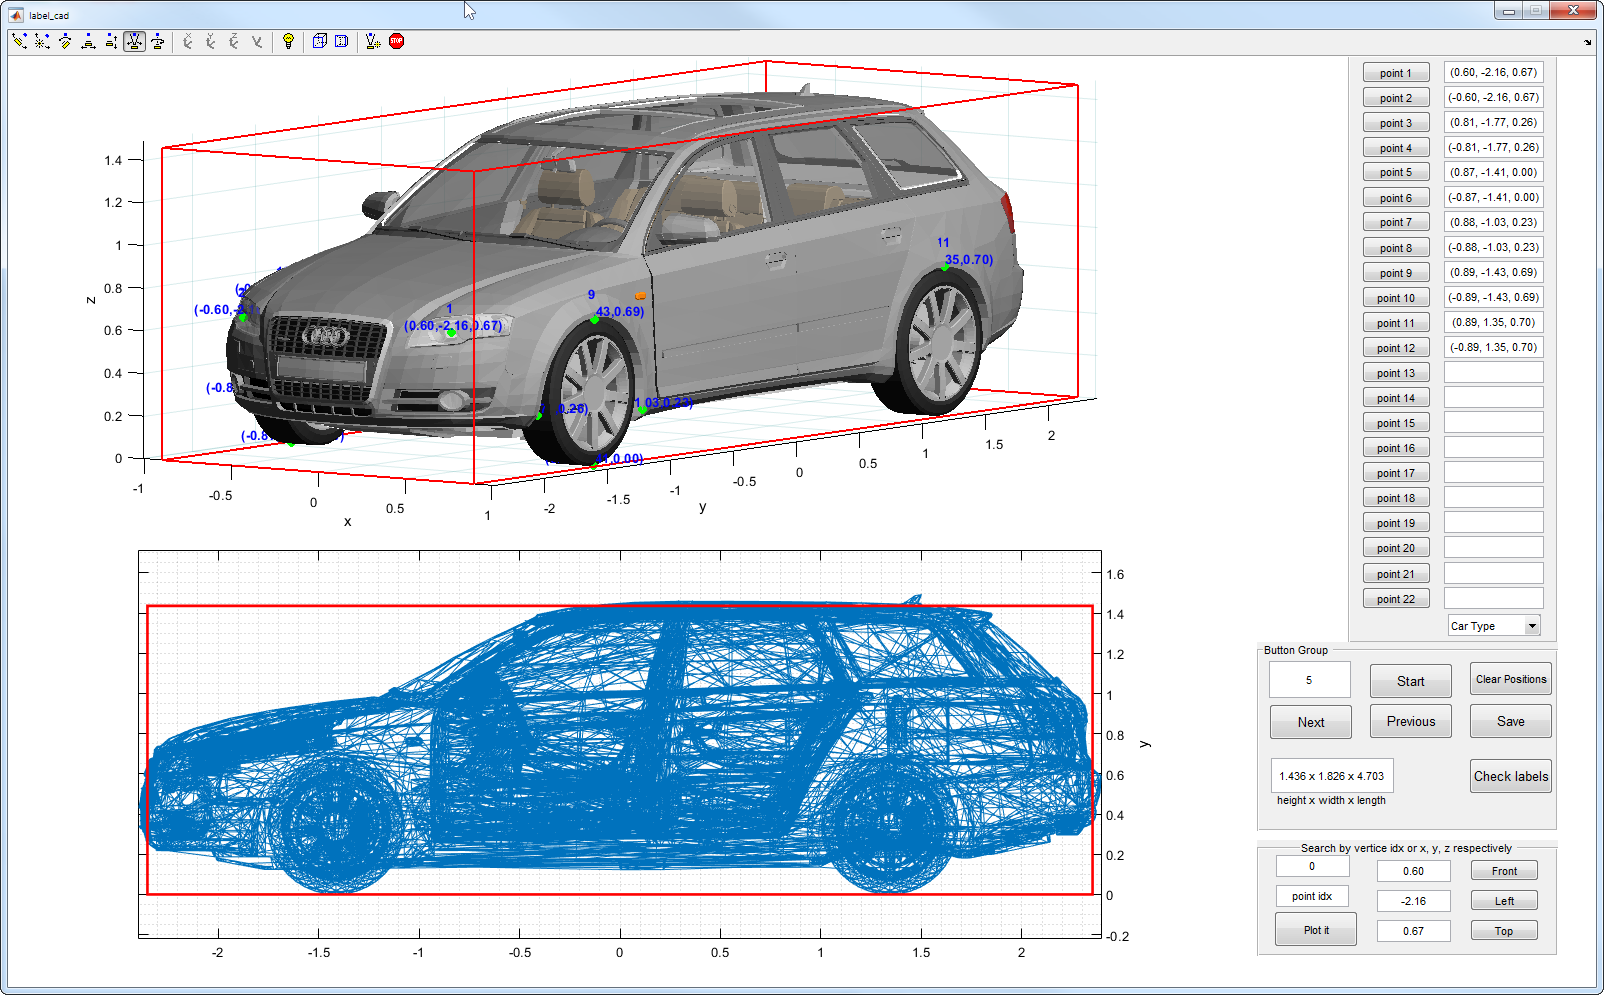 label_cad
STOP
point 1 (0.60, -2.16, 0.67)
point 2 (-0.60, -2.16, 0.67)
point 3 (0.81, -1.77, 0.26)
point 4 (-0.81, -1.77, 0.26)
point 5 (0.87, -1.41, 0.00)
point 6 (-0.87, -1.41, 0.00)
point 7 (0.88, -1.03, 0.23)
point 8 (-0.88, -1.03, 0.23)
point 9 (0.89, -1.43, 0.69)
point 10 (-0.89, -1.43, 0.69)
point 11 (0.89, 1.35, 0.70)
point 12 (-0.89, 1.35, 0.70)
point 13
point 14
point 15
point 16
point 17
point 18
point 19
point 20
point 21
point 22
Car Type
1.4
1.2
1
0.8
0.6
0.4
0.2
0
z
-1
-0.5
0
0.5
1
x
-2
-1.5
-1
-0.5
0
0.5
1
1.5
2
y
11
35,0.70)
9
43,0.69)
1
(0.60,-2.16,0.67)
2
(-0.60,-2.1
(-0.8
(-0.8
,0.26)
1 03,0.23)
1,0.00)
1.6
1.4
1.2
1
0.8
0.6
0.4
0.2
0
-0.2
y
-2
-1.5
-1
-0.5
0
0.5
1
1.5
2
Button Group
5 Start Clear Positions
Next Previous Save
1.436 x 1.826 x 4.703 Check labels
height x width x length
Search by vertice idx or x, y, z respectively
0 0.60 Front
point idx -2.16 Left
Plot it 0.67 Top